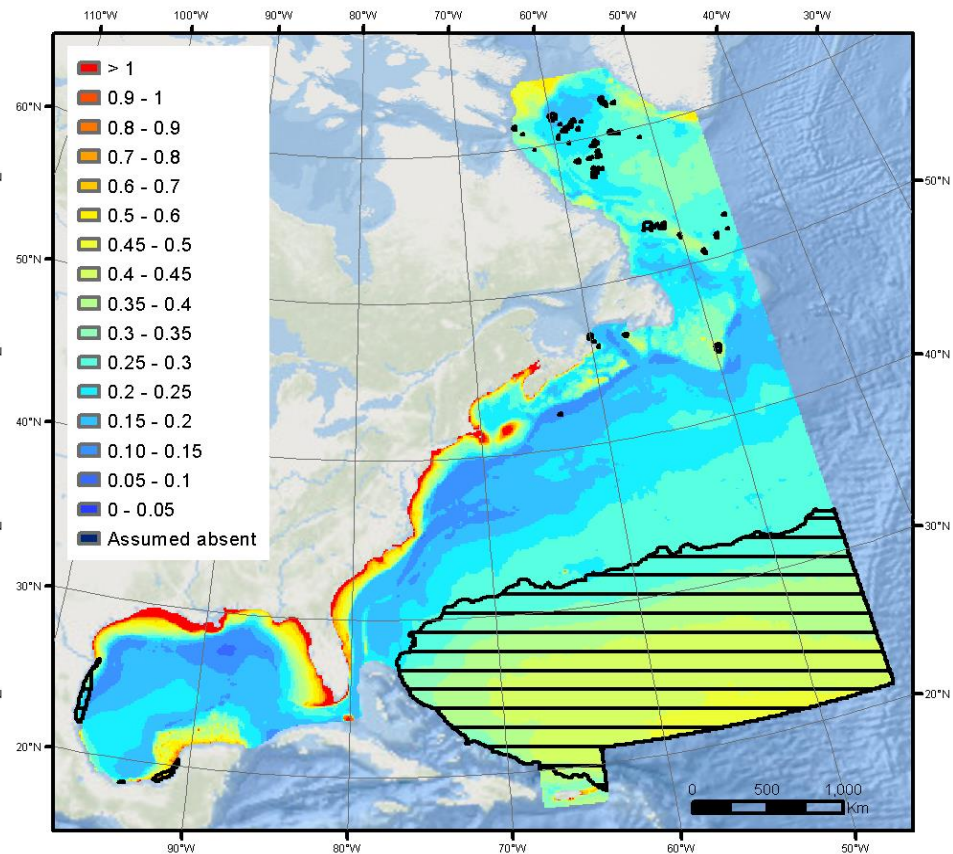 110°W 100°W 90°W 80°W 70°W 60°W 50°W 40°W 30°W
> 1
0.9 - 1
0.8 - 0.9
0.7 - 0.8
0.6 - 0.7
0.5 - 0.6
0.45 - 0.5
0.4 - 0.45
0.35 - 0.4
0.3 - 0.35
0.25 - 0.3
0.2 - 0.25
0.15 - 0.2
0.10 - 0.15
0.05 - 0.1
0 - 0.05
Assumed absent
60°N
50°N
40°N
30°N
20°N
50°N
40°N
30°N
20°N
0 500 1,000
Km
90°W 80°W 70°W 60°W 50°W